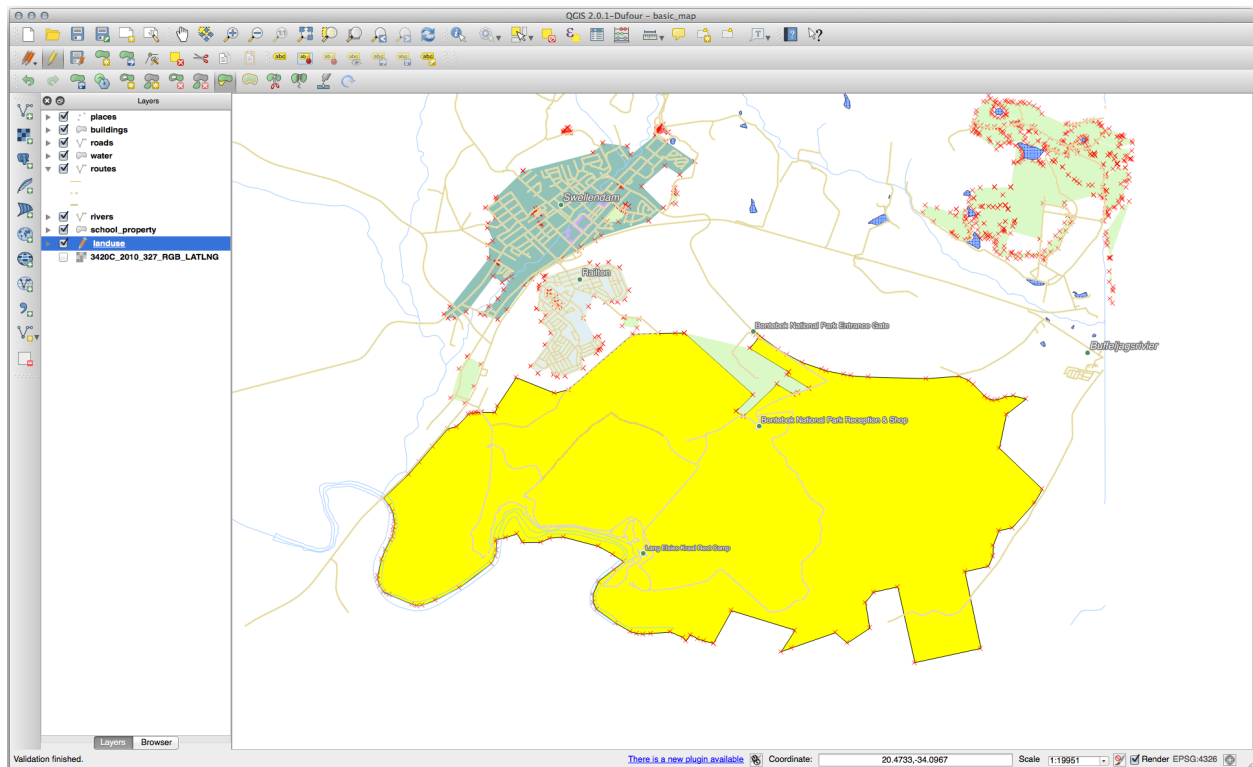 QGIS 2.0.1-Dufour - basic_map
Layers
places
buildings
roads
water
routes
rivers
school_property
landuse
3420C_2010_327_RGB_LATLNG
Swellendam
Railton
Bontebok National Park Entrance Gate
Buffeljagsrivier
Bontebok National Park Reception & Shop
Lang Elsies Kraal Rest Camp
Layers Browser
Validation finished. There is a new plugin available Coordinate: 20.4733,-34.0967 Scale 1:19951 Render EPSG:4326